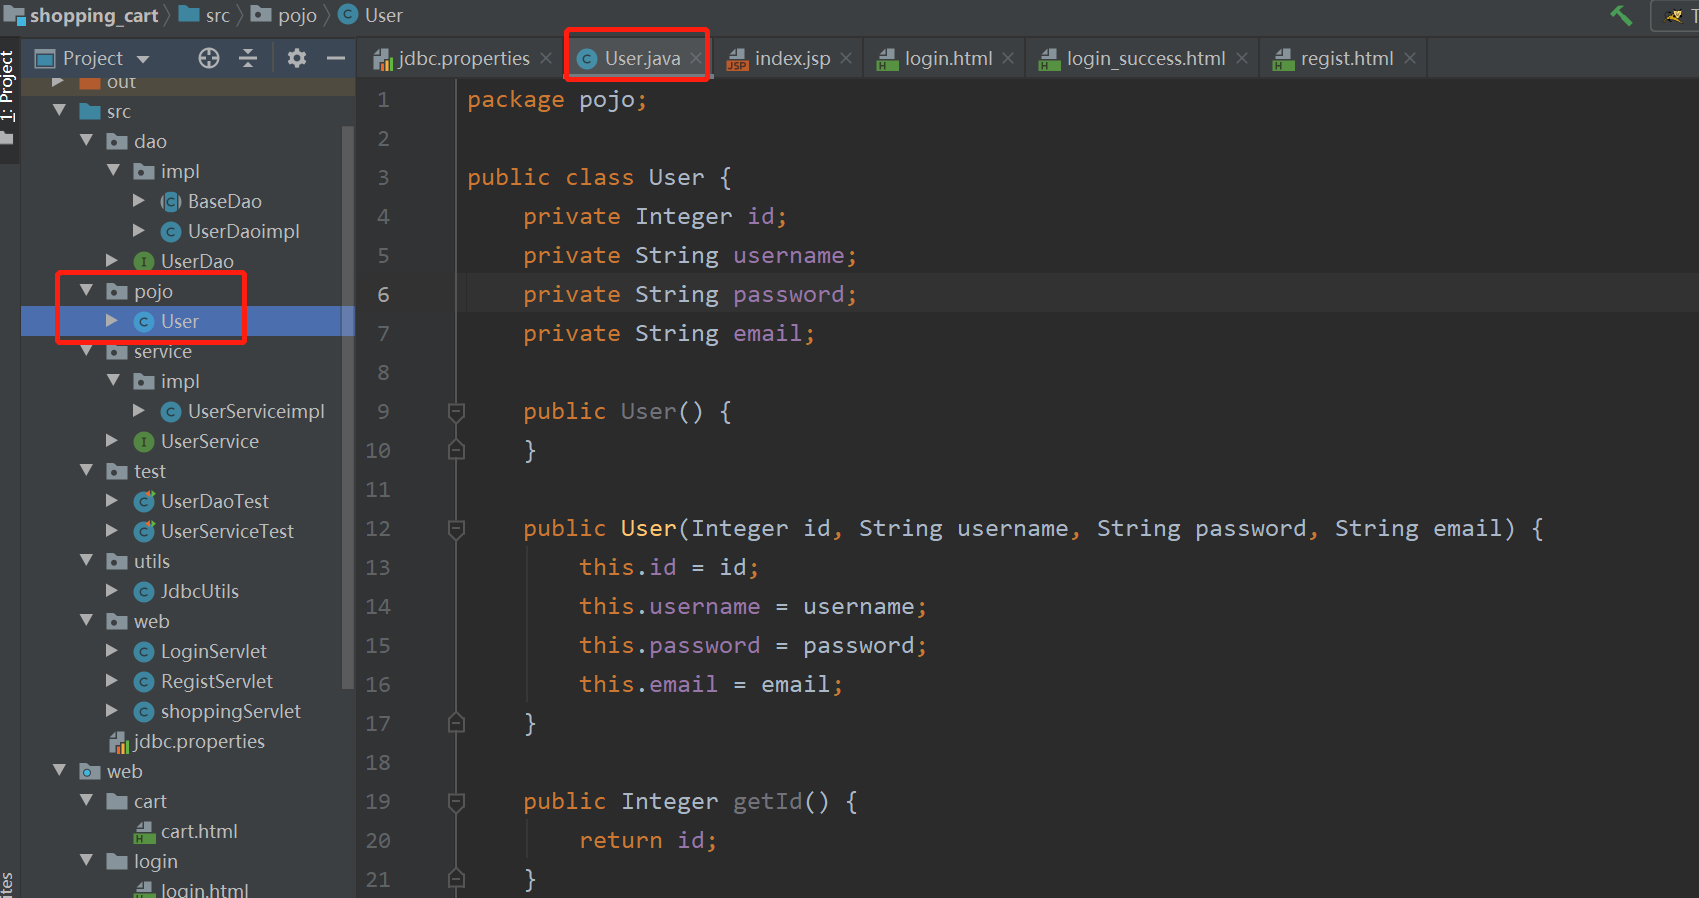 shopping_cart src pojo User T
1: Project
Project
jdbc.properties User.java index.jsp login.html login_success.html regist.html
out
src
dao
impl
BaseDao
UserDaoimpl
UserDao
pojo
User
service
impl
UserServiceimpl
UserService
test
UserDaoTest
UserServiceTest
utils
JdbcUtils
web
LoginServlet
RegistServlet
shoppingServlet
jdbc.properties
web
cart
cart.html
login
login.html
1 package pojo;
2
3 public class User {
4 private Integer id;
5 private String username;
6 private String password;
7 private String email;
8
9 public User() {
10 }
11
12 public User(Integer id, String username, String password, String email) {
13 this.id = id;
14 this.username = username;
15 this.password = password;
16 this.email = email;
17 }
18
19 public Integer getId() {
20 return id;
21 }